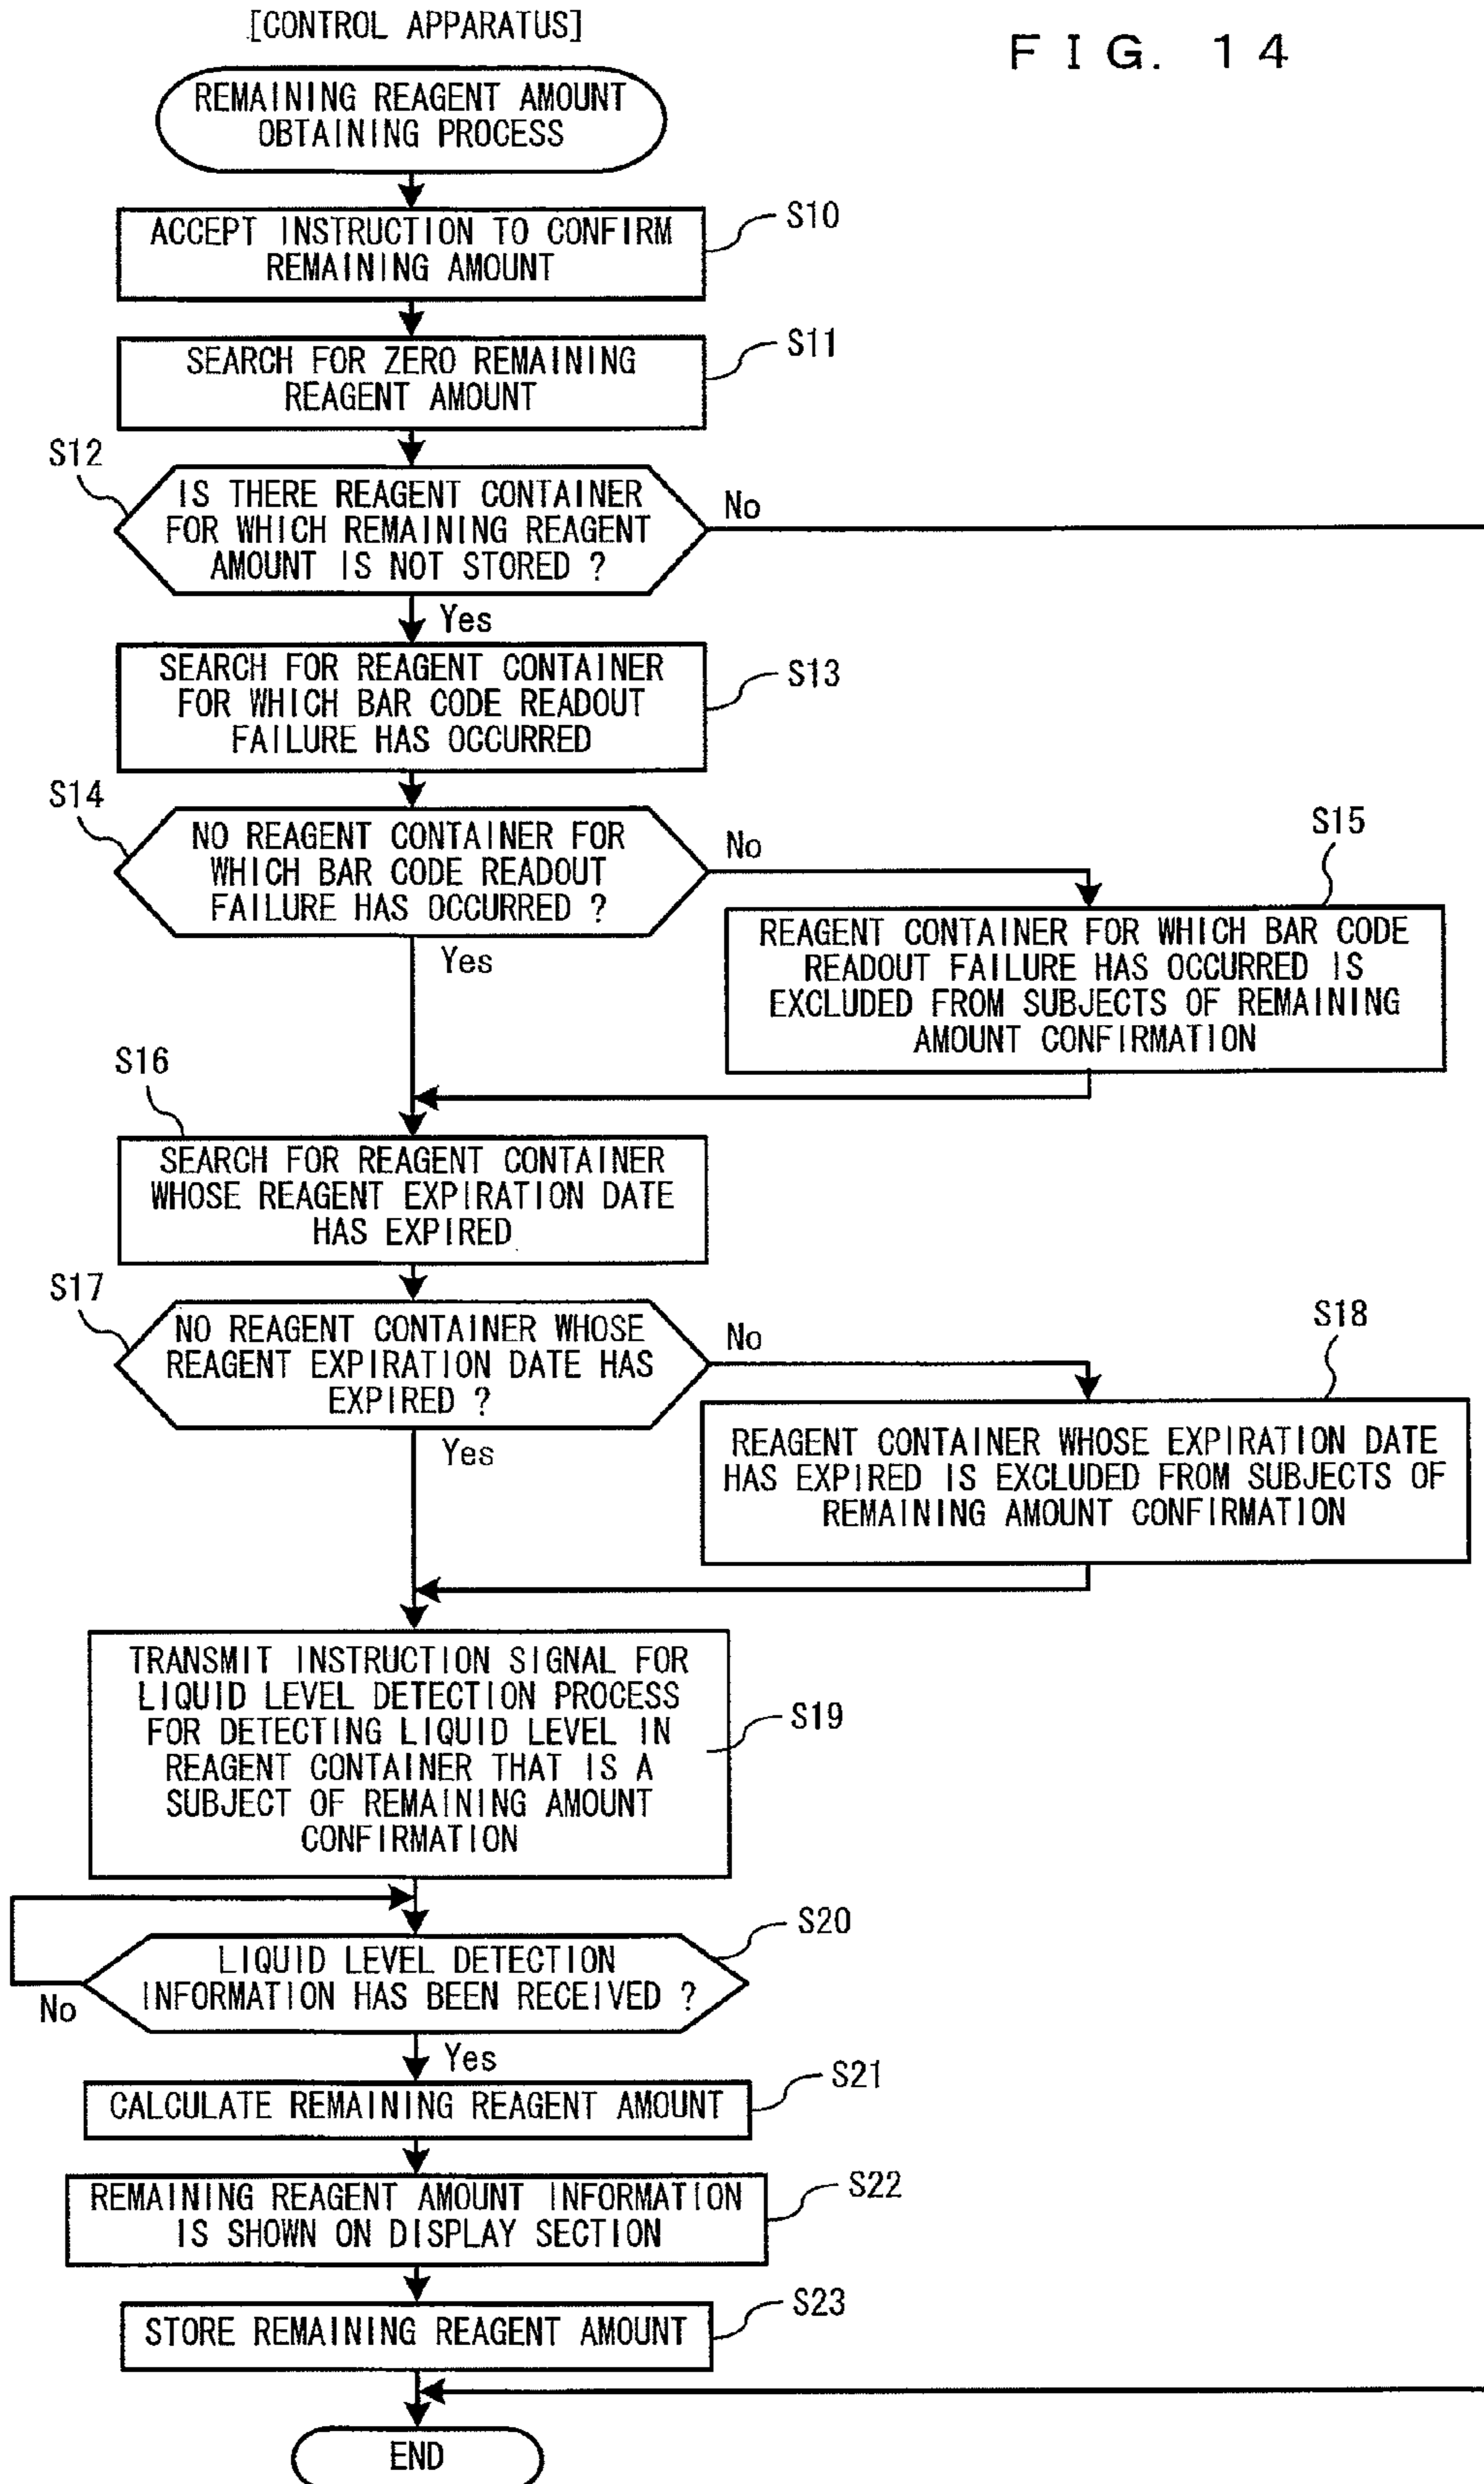 [CONTROL APPARATUS]
FIG. 14
REMAINING REAGENT AMOUNT
OBTAINING PROCESS
ACCEPT INSTRUCTION TO CONFIRM
REMAINING AMOUNT
S10
SEARCH FOR ZERO REMAINING
REAGENT AMOUNT
S11
S12
IS THERE REAGENT CONTAINER
FOR WHICH REMAINING REAGENT
AMOUNT IS NOT STORED ?
No
Yes
SEARCH FOR REAGENT CONTAINER
FOR WHICH BAR CODE READOUT
FAILURE HAS OCCURRED
S13
S14
NO REAGENT CONTAINER FOR
WHICH BAR CODE READOUT
FAILURE HAS OCCURRED ?
No
Yes
S15
REAGENT CONTAINER FOR WHICH BAR CODE
READOUT FAILURE HAS OCCURRED IS
EXCLUDED FROM SUBJECTS OF REMAINING
AMOUNT CONFIRMATION
S16
SEARCH FOR REAGENT CONTAINER
WHOSE REAGENT EXPIRATION DATE
HAS EXPIRED
S17
NO REAGENT CONTAINER WHOSE
REAGENT EXPIRATION DATE HAS
EXPIRED ?
No
Yes
S18
REAGENT CONTAINER WHOSE EXPIRATION DATE
HAS EXPIRED IS EXCLUDED FROM SUBJECTS OF
REMAINING AMOUNT CONFIRMATION
TRANSMIT INSTRUCTION SIGNAL FOR
LIQUID LEVEL DETECTION PROCESS
FOR DETECTING LIQUID LEVEL IN
REAGENT CONTAINER THAT IS A
SUBJECT OF REMAINING AMOUNT
CONFIRMATION
S19
S20
LIQUID LEVEL DETECTION
INFORMATION HAS BEEN RECEIVED ?
No
Yes
CALCULATE REMAINING REAGENT AMOUNT
S21
REMAINING REAGENT AMOUNT INFORMATION
IS SHOWN ON DISPLAY SECTION
S22
STORE REMAINING REAGENT AMOUNT
S23
END